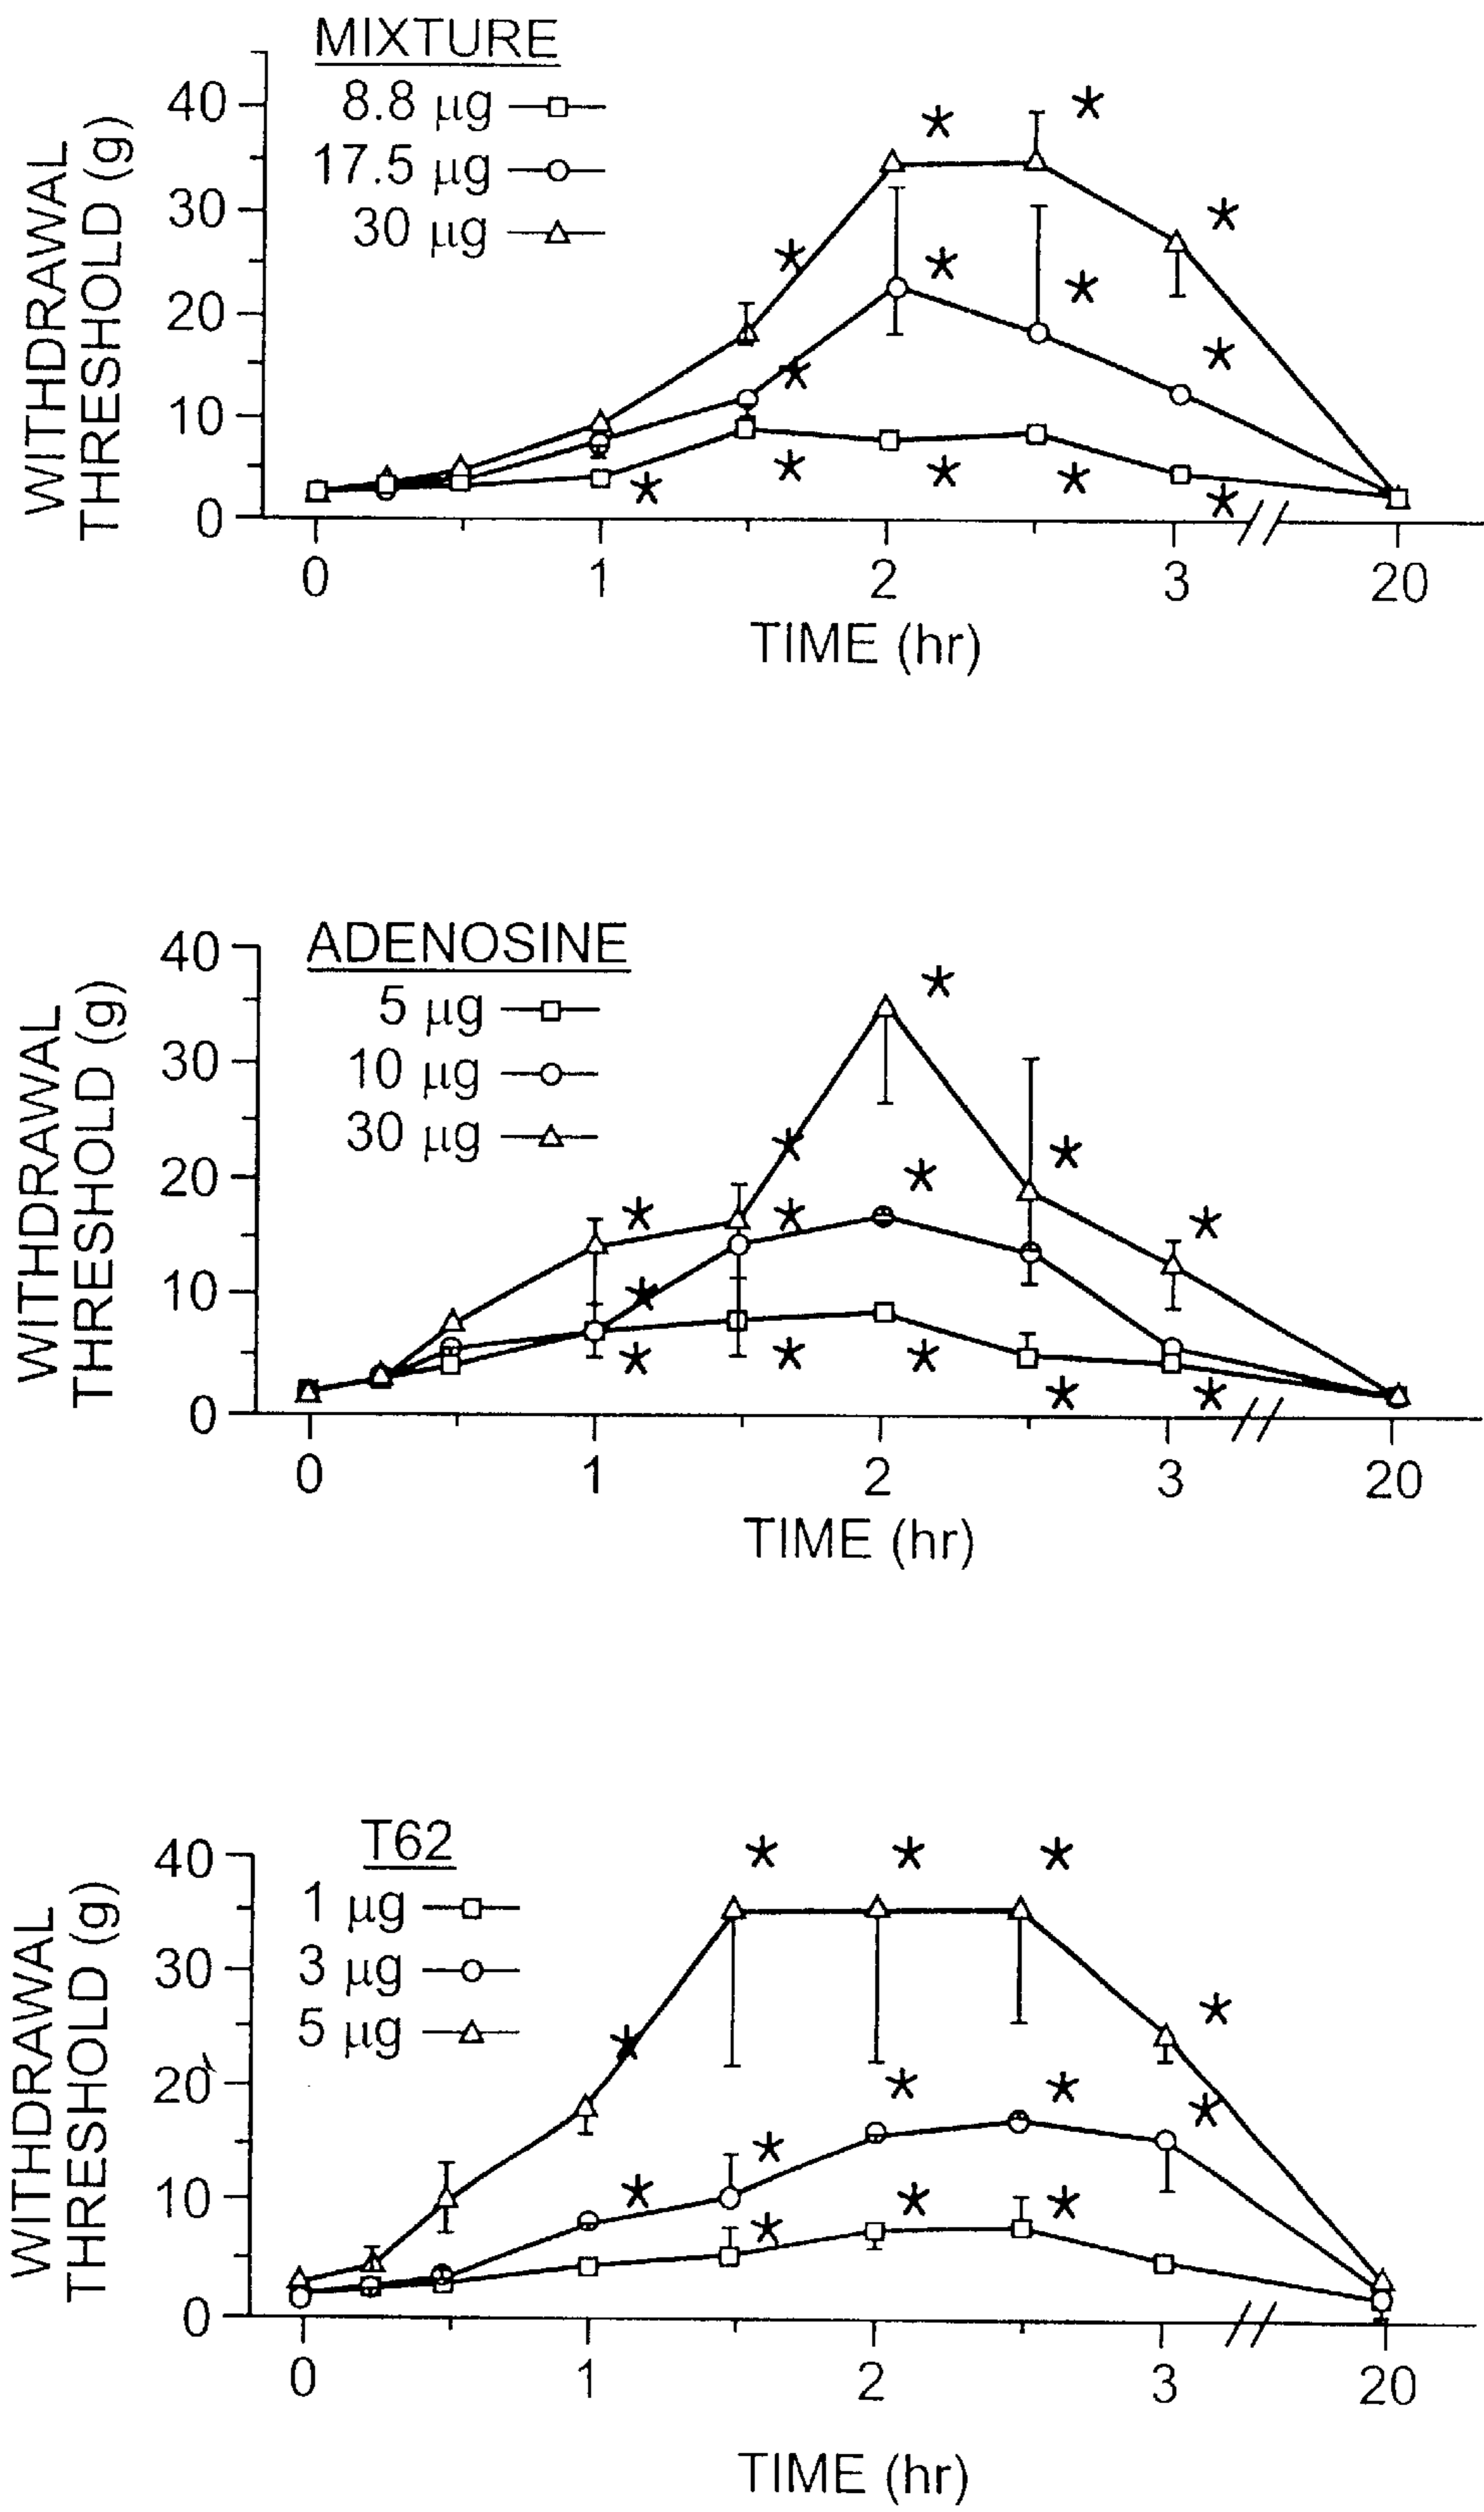 MIXTURE
8.8 μg
17.5 μg
30 μg
WITHDRAWAL
THRESHOLD (g)
40
30
20
10
0
0 1 2 3 20
TIME (hr)
ADENOSINE
5 μg
10 μg
30 μg
WITHDRAWAL
THRESHOLD (g)
40
30
20
10
0
0 1 2 3 20
TIME (hr)
T62
1 μg
3 μg
5 μg
WITHDRAWAL
THRESHOLD (g)
40
30
20
10
0
0 1 2 3 20
TIME (hr)